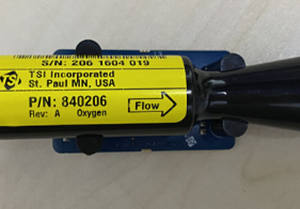 S/N: 206 1604 019
TSI Incorporated
St. Paul MN, USA
P/N: 840206
Flow
Rev: A Oxygen